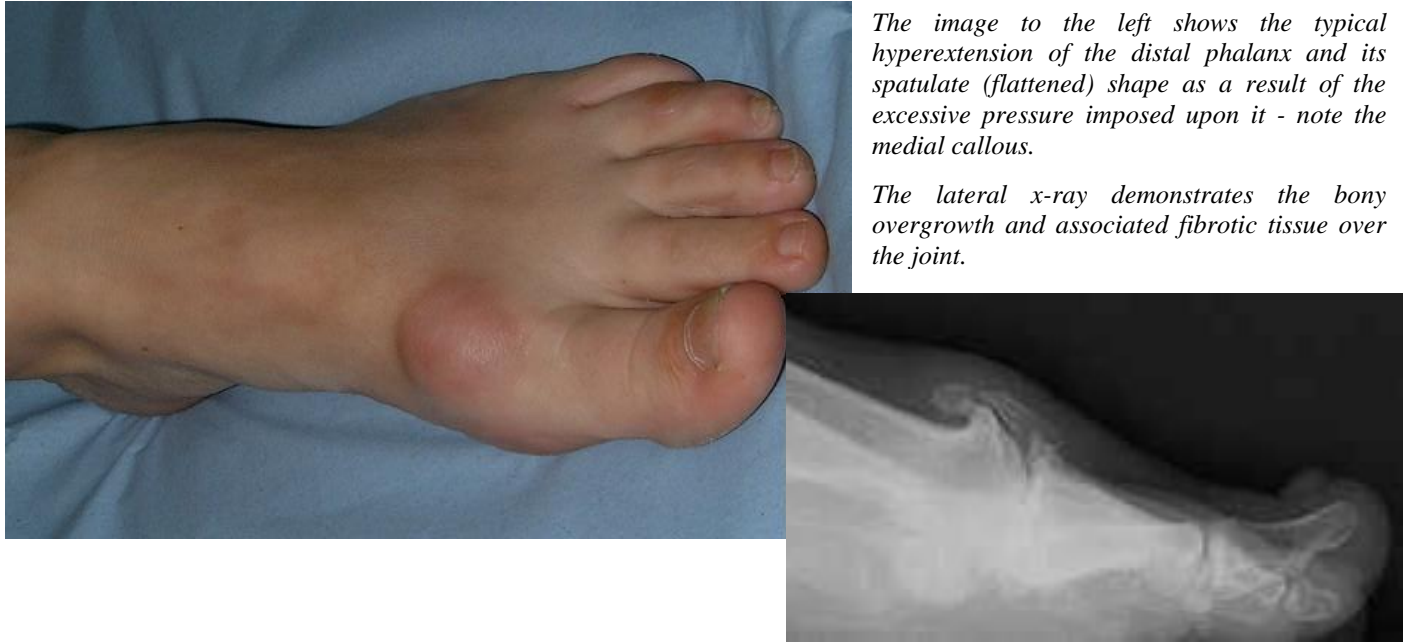 The image to the left shows the typical
hyperextension of the distal phalanx and its
spatulate (flattened) shape as a result of the
excessive pressure imposed upon it - note the
medial callous.
The lateral x-ray demonstrates the bony
overgrowth and associated fibrotic tissue over
the joint.